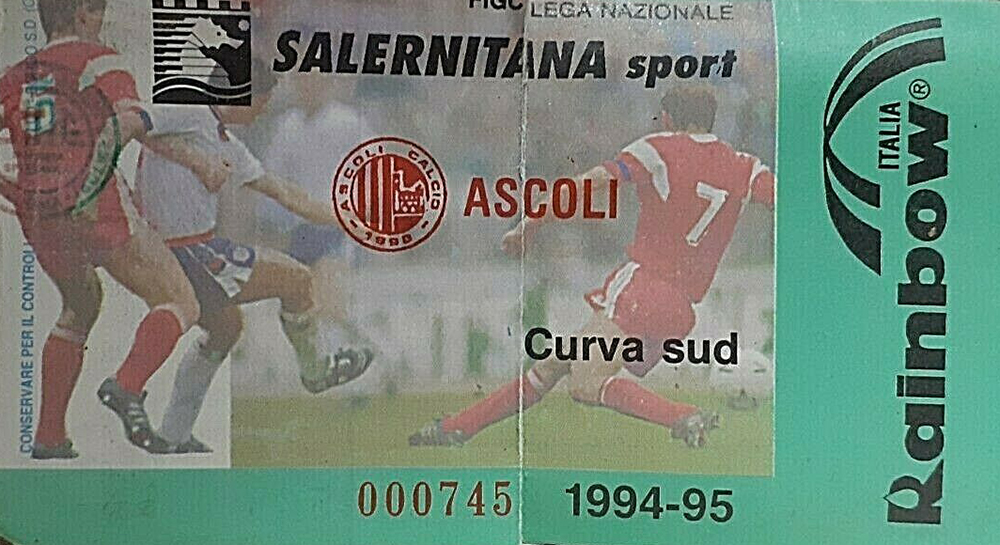 FIGC LEGA NAZIONALE
SALERNITANA sport
ASCOLI CALCIO
1898
ASCOLI
7
Curva sud
000745 1994-95
CONSERVARE PER IL CONTROLL
ITALIA
Rainbow®